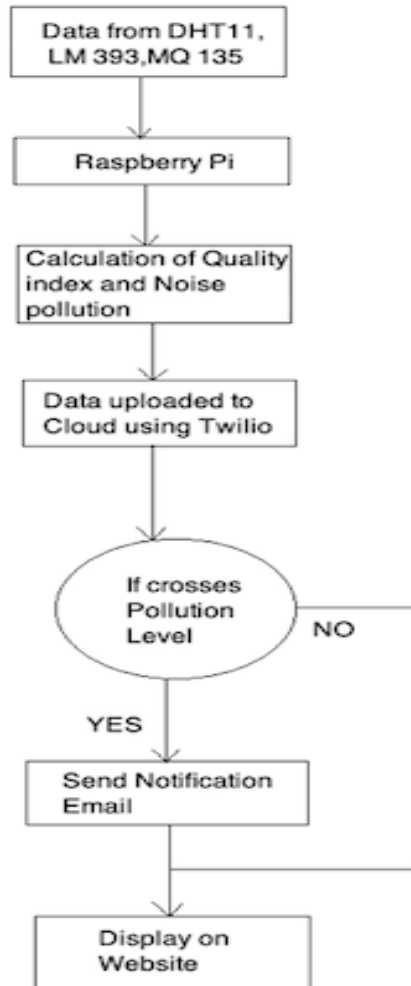 Data from DHT11,
LM 393,MQ 135
Raspberry Pi
Calculation of Quality
index and Noise
pollution
Data uploaded to
Cloud using Twilio
If crosses
Pollution
Level
NO
YES
Send Notification
Email
Display on
Website